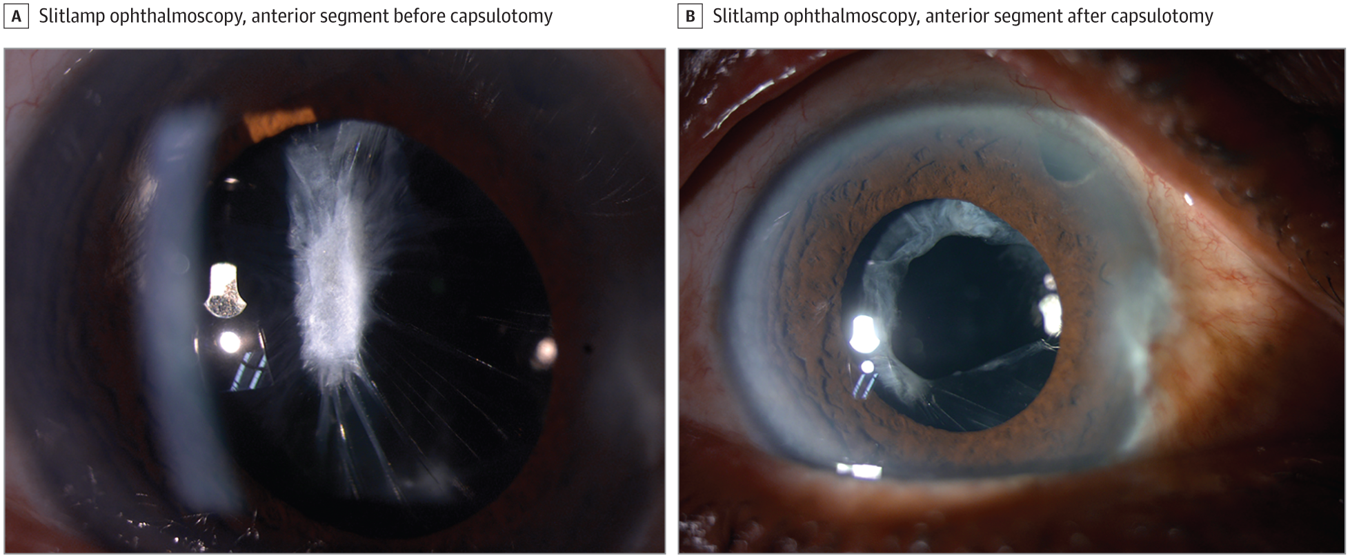 A Slitlamp ophthalmoscopy, anterior segment before capsulotomy
B Slitlamp ophthalmoscopy, anterior segment after capsulotomy